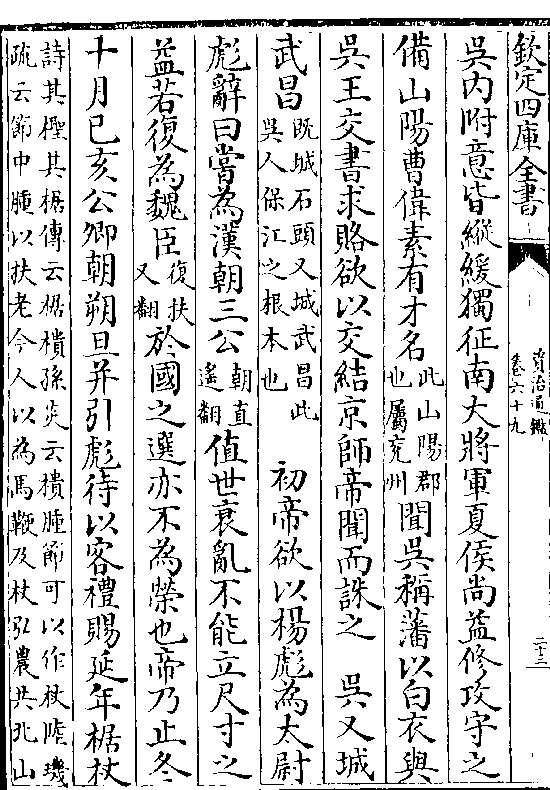 欽定四庫全書
資治通鑑
卷六十九
二十三
吳内附意皆縱緩獨征南大將軍夏侯尚益修攻守之
備山陽曹偉素有才名此山陽郡也屬兖州聞吳稱藩以白衣與
吳王交書求賂欲以交結京師帝聞而誅之 吳又城
武昌既城石頭又城武昌此吳人保江之根本也 初帝欲以楊彪為太尉
彪辭曰嘗為漢朝三公朝直遙翻值世衰亂不能立尺寸之
益若復為魏臣復扶又翻於國之選亦不為榮也帝乃止冬
十月已亥公卿朝朔旦并引彪待以客禮賜延年椐杖
詩其檉其椐傳云椐樻孫炎云樻腫節可以作杖陸璣
疏云節中腫以扶老今人以為馬鞭及杖弘農共北山